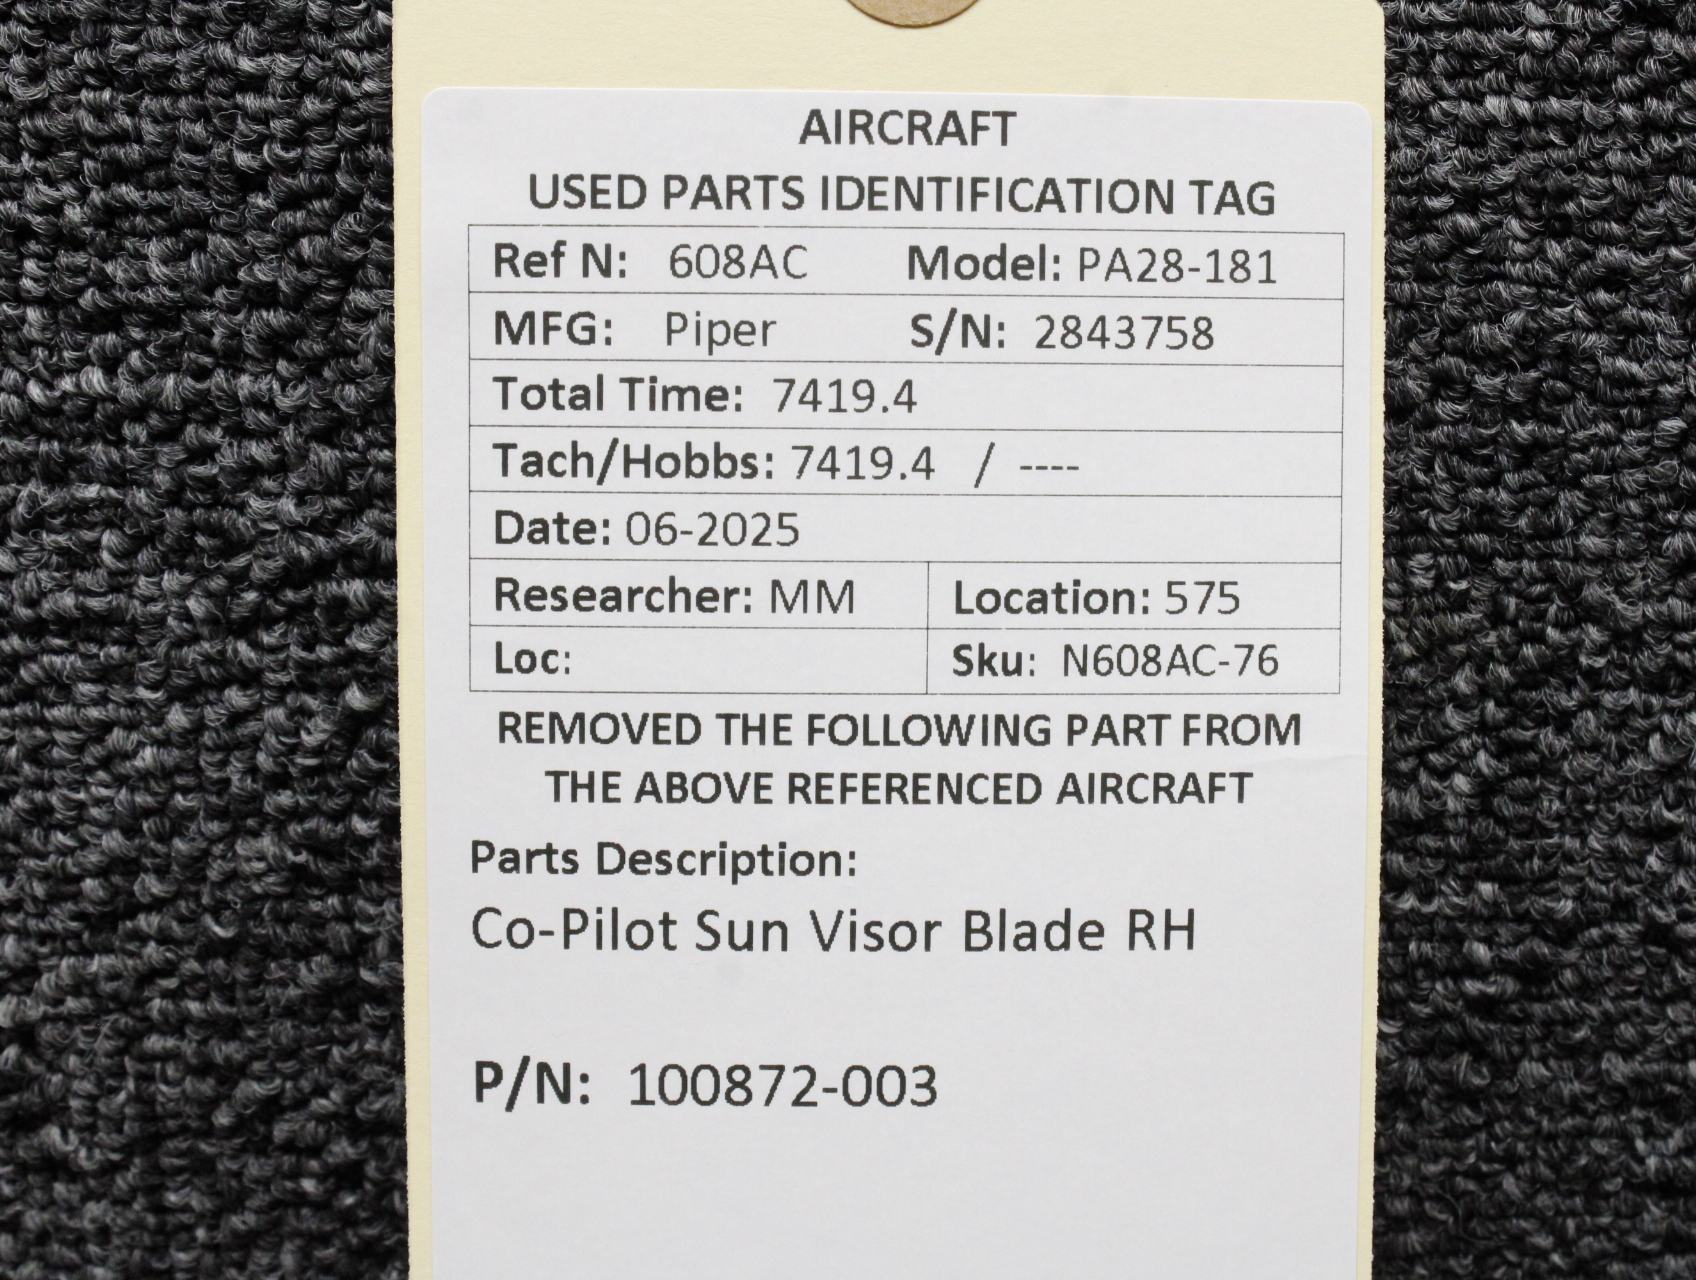 AIRCRAFT
USED PARTS IDENTIFICATION TAG
Ref N: 608AC Model: PA28-181
MFG: Piper S/N: 2843758
Total Time: 7419.4
Tach/Hobbs: 7419.4 / ----
Date: 06-2025
Researcher: MM Location: 575
Loc: Sku: N608AC-76
REMOVED THE FOLLOWING PART FROM
THE ABOVE REFERENCED AIRCRAFT
Parts Description:
Co-Pilot Sun Visor Blade RH
P/N: 100872-003